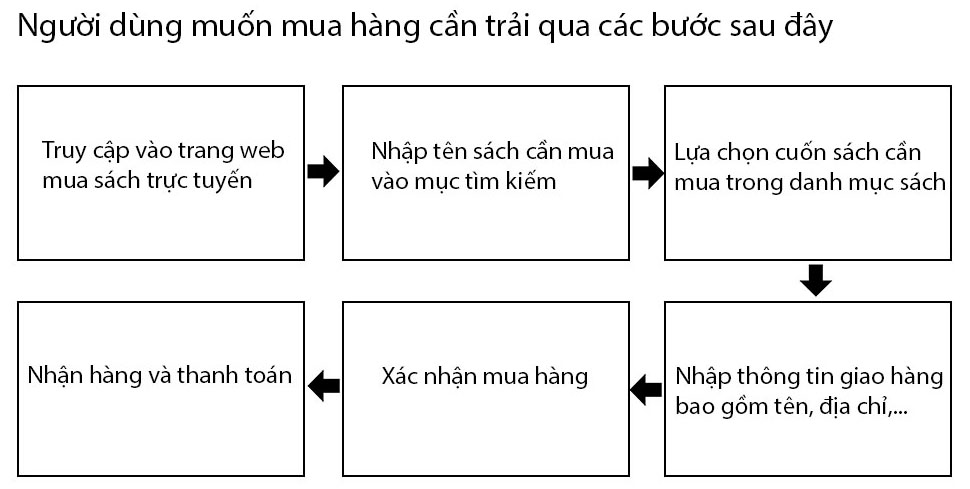 Người dùng muốn mua hàng cần trải qua các bước sau đây
Truy cập vào trang web
mua sách trực tuyến
Nhập tên sách cần mua
vào mục tìm kiếm
Lựa chọn cuốn sách cần
mua trong danh mục sách
Nhập thông tin giao hàng
bao gồm tên, địa chỉ,...
Xác nhận mua hàng
Nhận hàng và thanh toán